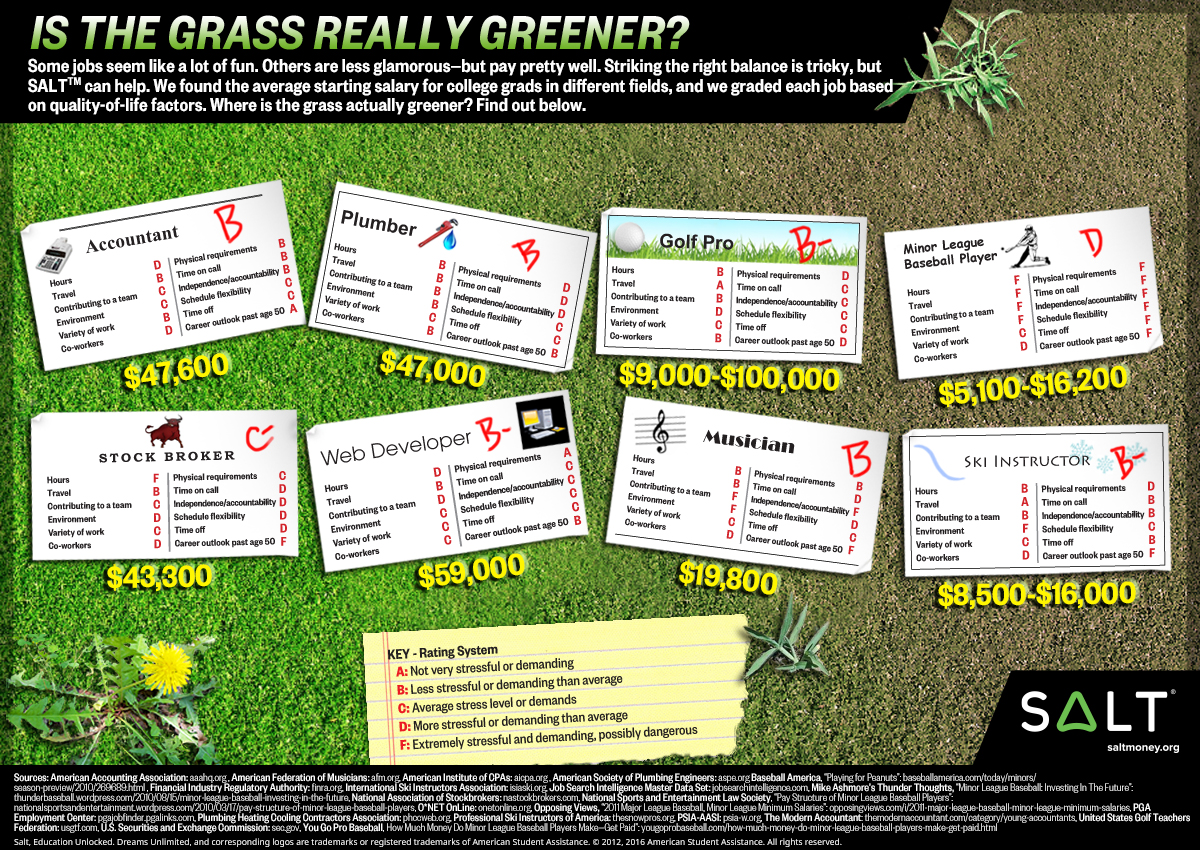 IS THE GRASS REALLY GREENER?
Some jobs seem like a lot of fun. Others are less glamorous—but pay pretty well. Striking the right balance is tricky, but
SALT™ can help. We found the average starting salary for college grads in different fields, and we graded each job based
on quality-of-life factors. Where is the grass actually greener? Find out below.
Accountant B
Hours D Physical requirements B
Travel B Time on call B
Contributing to a team C Independence/accountability B
Environment C Schedule flexibility C
Variety of work B Time off C
Co-workers D Career outlook past age 50 A
$47,600
Plumber B
Hours B Physical requirements D
Travel B Time on call D
Contributing to a team B Independence/accountability D
Environment B Schedule flexibility C
Variety of work C Time off C
Co-workers B Career outlook past age 50 B
$47,000
Golf Pro B-
Hours B Physical requirements D
Travel A Time on call C
Contributing to a team B Independence/accountability C
Environment D Schedule flexibility C
Variety of work C Time off C
Co-workers B Career outlook past age 50 D
$9,000-$100,000
Minor League
Baseball Player D
Hours F Physical requirements F
Travel F Time on call F
Contributing to a team F Independence/accountability F
Environment F Schedule flexibility F
Variety of work C Time off
Co-workers D Career outlook past age 50 F
$5,100-$16,200
STOCK BROKER C-
Hours F Physical requirements C
Travel B Time on call D
Contributing to a team C Independence/accountability D
Environment D Schedule flexibility D
Variety of work C Time off D
Co-workers D Career outlook past age 50 F
$43,300
Web Developer B-
Hours D Physical requirements A
Travel B Time on call C
Contributing to a team D Independence/accountability C
Environment C Schedule flexibility C
Variety of work C Time off C
Co-workers C Career outlook past age 50 B
$59,000
Musician B
Hours B Physical requirements B
Travel B Time on call D
Contributing to a team F Independence/accountability F
Environment F Schedule flexibility D
Variety of work C Time off C
Co-workers D Career outlook past age 50 F
$19,800
SKI INSTRUCTOR B-
Hours B Physical requirements D
Travel A Time on call B
Contributing to a team B Independence/accountability B
Environment F Schedule flexibility C
Variety of work C Time off B
Co-workers D Career outlook past age 50 F
$8,500-$16,000
KEY - Rating System
A: Not very stressful or demanding
B: Less stressful or demanding than average
C: Average stress level or demands
D: More stressful or demanding than average
F: Extremely stressful and demanding, possibly dangerous
SALT®
saltmoney.org
Sources: American Accounting Association: aaahq.org, American Federation of Musicians: afm.org, American Institute of CPAs: aicpa.org, American Society of Plumbing Engineers: aspe.org Baseball America, "Playing for Peanuts": baseballamerica.com/today/minors/
season-preview/2010/269689.html, Financial Industry Regulatory Authority: finra.org, International Ski Instructors Association: isiaski.org, Job Search Intelligence Master Data Set: jobsearchintelligence.com, Mike Ashmore's Thunder Thoughts, "Minor League Baseball: Investing In The Future":
thunderbaseball.wordpress.com/2010/08/15/minor-league-baseball-investing-in-the-future, National Association of Stockbrokers: nastockbrokers.com, National Sports and Entertainment Law Society, "Pay Structure of Minor League Baseball Players":
nationalsportsandentertainment.wordpress.com/2010/03/17/pay-structure-of-minor-league-baseball-players, O*NET OnLine: onetonline.org, Opposing Views, "2011 Major League Baseball, Minor League Minimum Salaries": opposingviews.com/i/2011-major-league-baseball-minor-league-minimum-salaries, PGA
Employment Center: pgajobfinder.pgalinks.com, Plumbing Heating Cooling Contractors Association: phccweb.org, Professional Ski Instructors of America: thesnowpros.org, PSIA-AASI: psia-w.org, The Modern Accountant: themodernaccountant.com/category/young-accountants, United States Golf Teachers
Federation: usgtf.com, U.S. Securities and Exchange Commission: sec.gov, You Go Pro Baseball, How Much Money Do Minor League Baseball Players Make—Get Paid": yougoprobaseball.com/how-much-money-do-minor-league-baseball-players-make-get-paid.html
Salt, Education Unlocked. Dreams Unlimited, and corresponding logos are trademarks or registered trademarks of American Student Assistance. © 2012, 2016 American Student Assistance. All rights reserved.